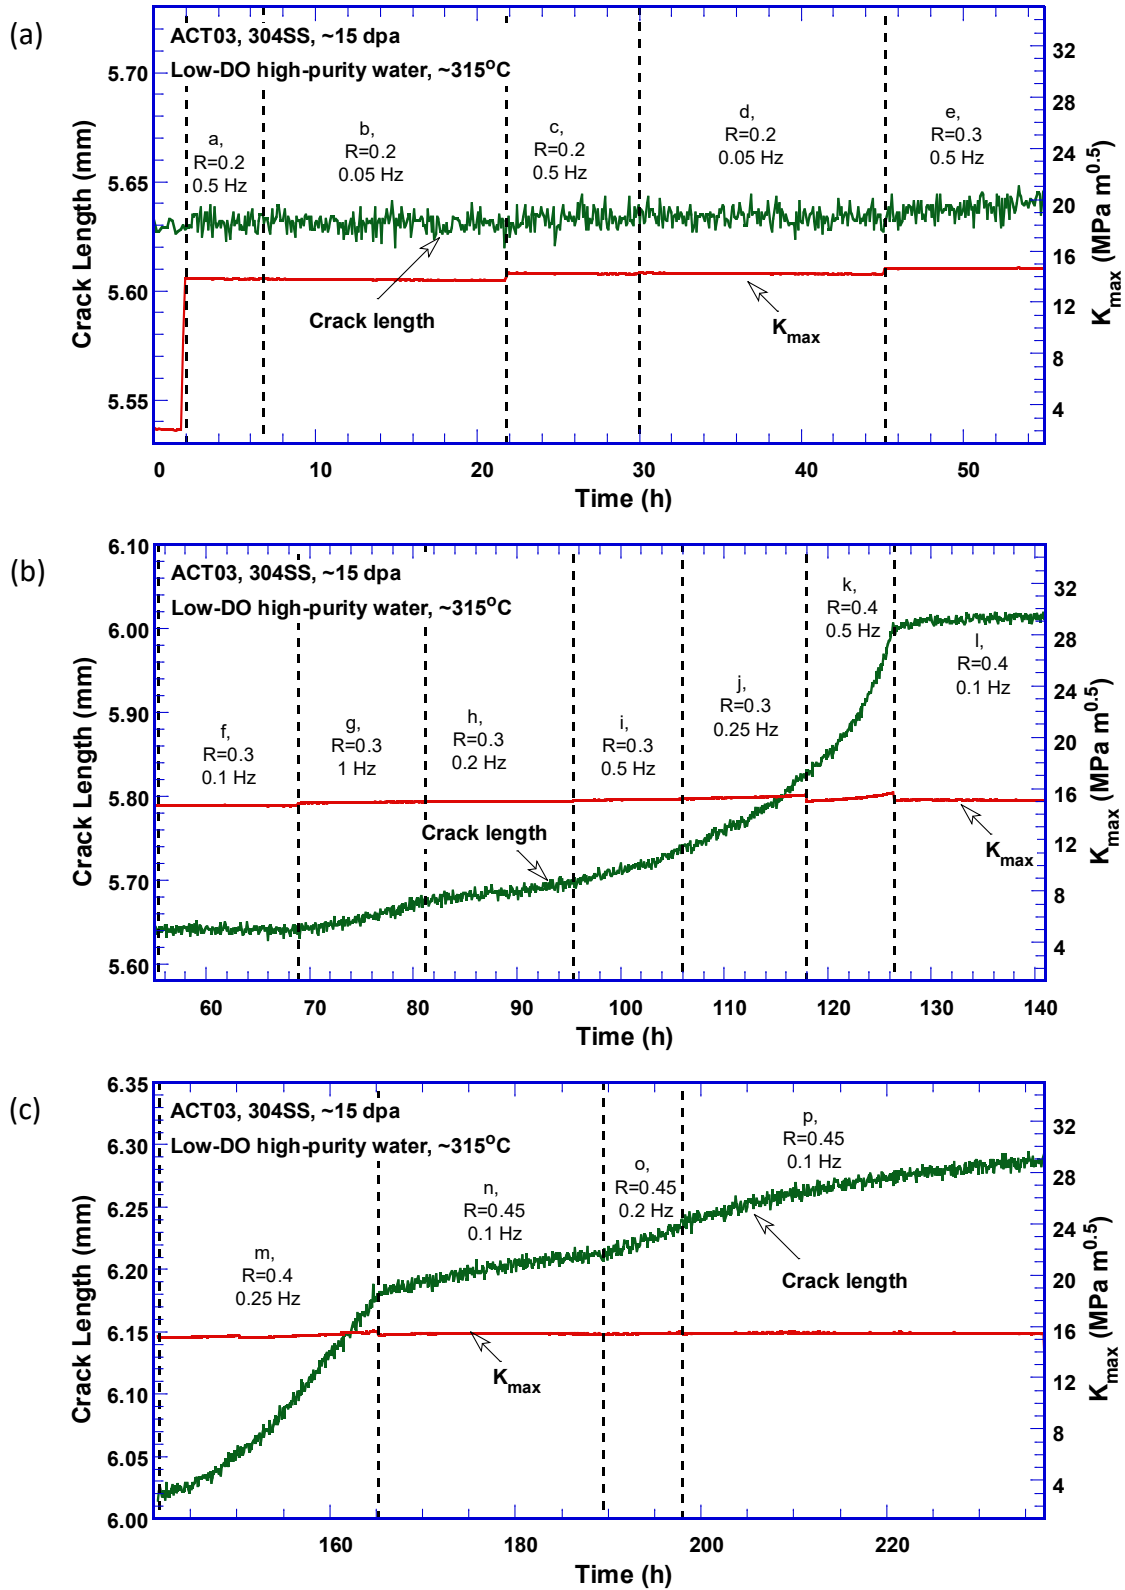 (a)
ACT03, 304SS, ~15 dpa
Low-DO high-purity water, ~315°C
a,
R=0.2
0.5 Hz
b,
R=0.2
0.05 Hz
c,
R=0.2
0.5 Hz
d,
R=0.2
0.05 Hz
e,
R=0.3
0.5 Hz
Crack length
Kmax
5.70
5.65
5.60
5.55
Crack Length (mm)
32
28
24
20
16
12
8
4
Kmax (MPa m0.5)
0 10 20 30 40 50
Time (h)
(b)
ACT03, 304SS, ~15 dpa
Low-DO high-purity water, ~315°C
f,
R=0.3
0.1 Hz
g,
R=0.3
1 Hz
h,
R=0.3
0.2 Hz
i,
R=0.3
0.5 Hz
j,
R=0.3
0.25 Hz
k,
R=0.4
0.5 Hz
l,
R=0.4
0.1 Hz
Crack length
Kmax
6.10
6.00
5.90
5.80
5.70
5.60
Crack Length (mm)
32
28
24
20
16
12
8
4
Kmax (MPa m0.5)
60 70 80 90 100 110 120 130 140
Time (h)
(c)
ACT03, 304SS, ~15 dpa
Low-DO high-purity water, ~315°C
m,
R=0.4
0.25 Hz
n,
R=0.45
0.1 Hz
o,
R=0.45
0.2 Hz
p,
R=0.45
0.1 Hz
Crack length
Kmax
6.35
6.30
6.25
6.20
6.15
6.10
6.05
6.00
Crack Length (mm)
32
28
24
20
16
12
8
4
Kmax (MPa m0.5)
160 180 200 220
Time (h)